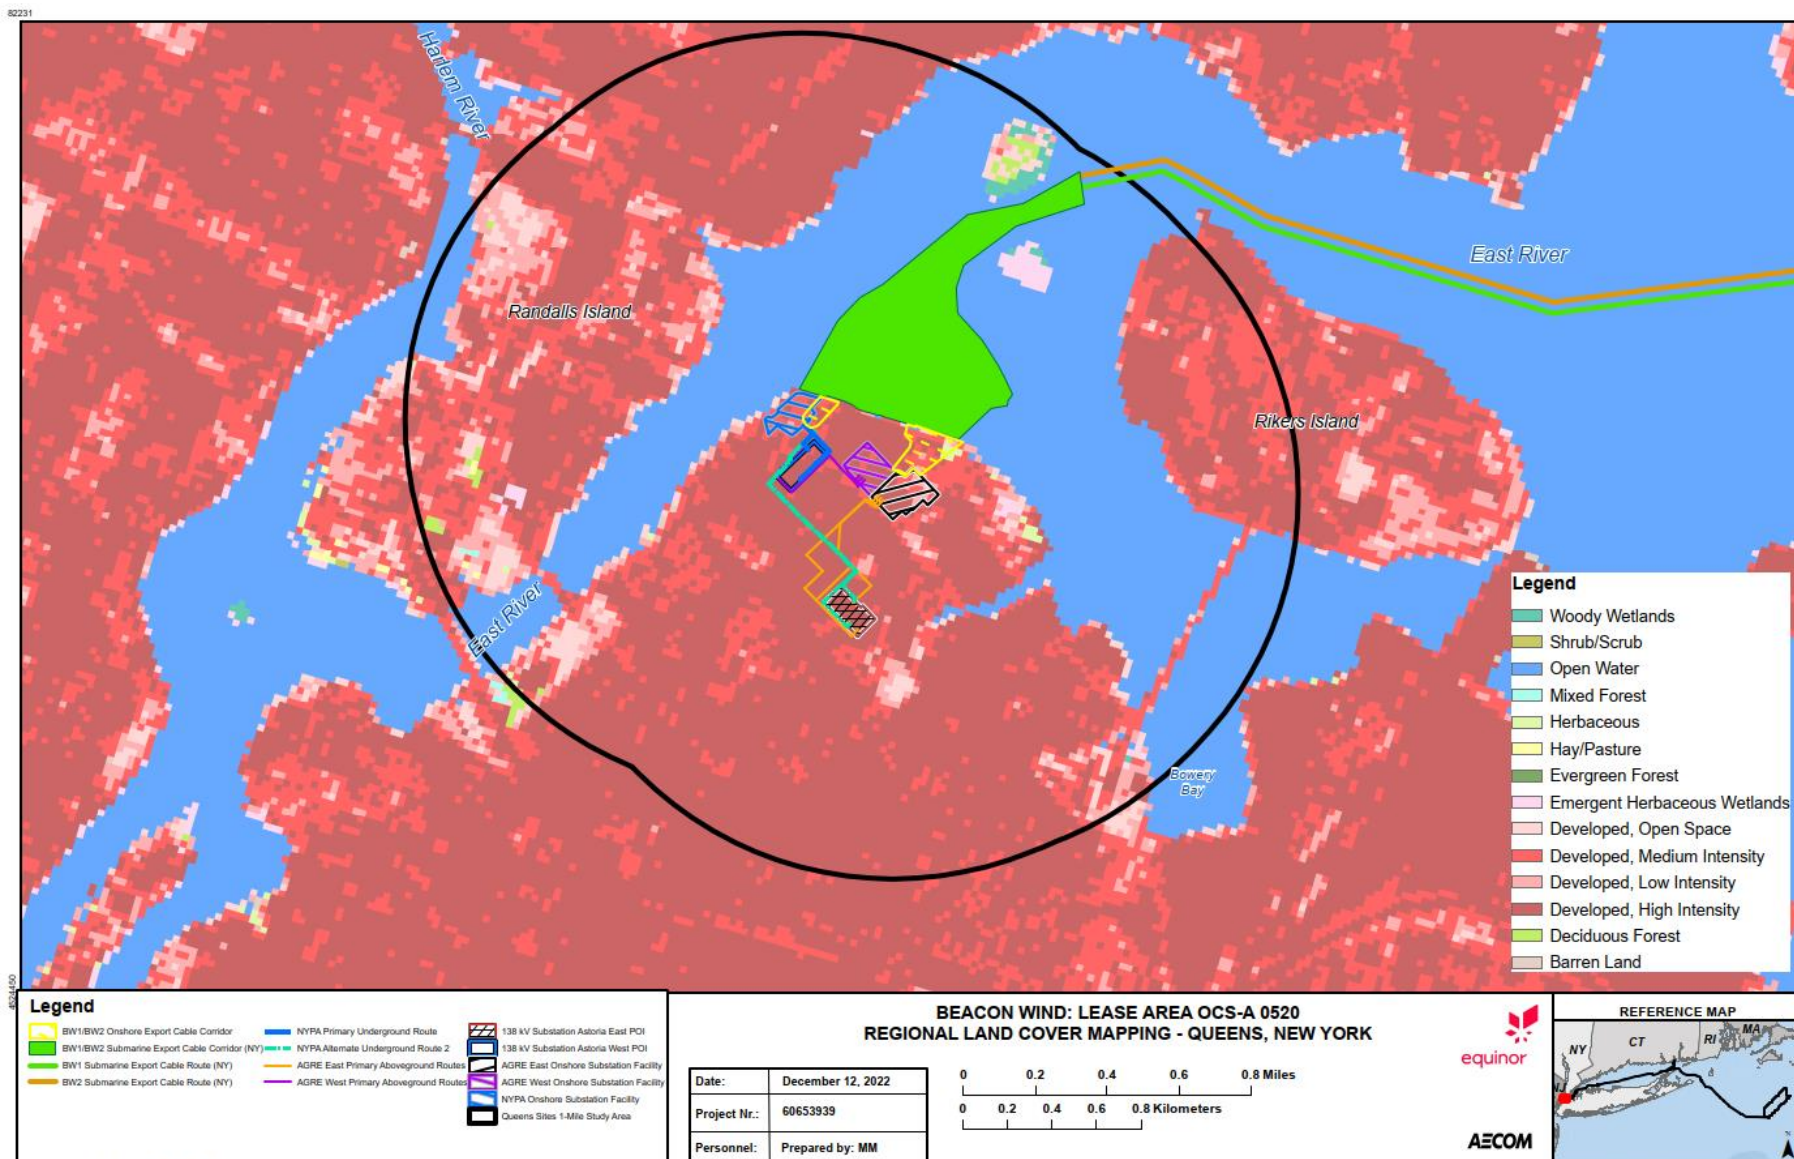 82231
Harlem River
Randalls Island
East River
Rikers Island
East River
Bowery
Bay
Legend
Woody Wetlands
Shrub/Scrub
Open Water
Mixed Forest
Herbaceous
Hay/Pasture
Evergreen Forest
Emergent Herbaceous Wetlands
Developed, Open Space
Developed, Medium Intensity
Developed, Low Intensity
Developed, High Intensity
Deciduous Forest
Barren Land
4524450
Legend
BW1/BW2 Onshore Export Cable Corridor
BW1/BW2 Submarine Export Cable Corridor (NY)
BW1 Submarine Export Cable Route (NY)
BW2 Submarine Export Cable Route (NY)
NYPA Primary Underground Route
NYPA Alternate Underground Route 2
AGRE East Primary Aboveground Routes
AGRE West Primary Aboveground Routes
138 kV Substation Astoria East POI
138 kV Substation Astoria West POI
AGRE East Onshore Substation Facility
AGRE West Onshore Substation Facility
NYPA Onshore Substation Facility
Queens Sites 1-Mile Study Area
BEACON WIND: LEASE AREA OCS-A 0520
REGIONAL LAND COVER MAPPING - QUEENS, NEW YORK
Date: December 12, 2022
Project Nr.: 60653939
Personnel: Prepared by: MM
0 0.2 0.4 0.6 0.8 Miles
0 0.2 0.4 0.6 0.8 Kilometers
equinor
AECOM
REFERENCE MAP
NY CT RI MA
NJ
N